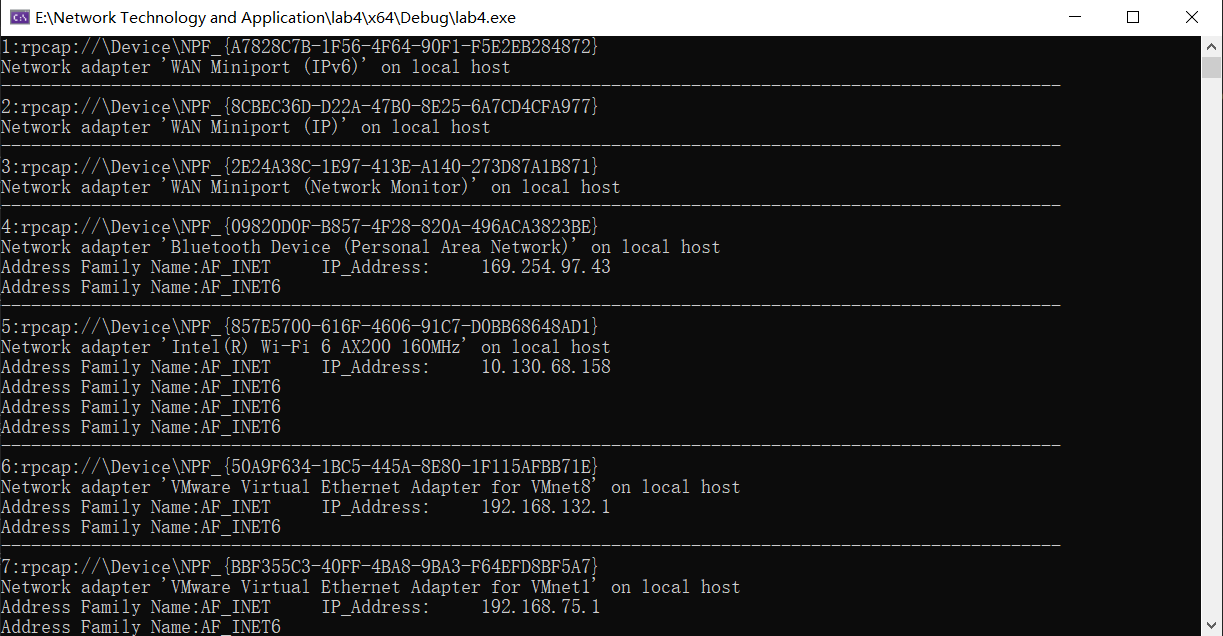 E:\Network Technology and Application\lab4\x64\Debug\lab4.exe
1:rpcap://\Device\NPF_{A7828C7B-1F56-4F64-90F1-F5E2EB284872}
Network adapter 'WAN Miniport (IPv6)' on local host
----------------------------------------------------------------------------------------------------------
2:rpcap://\Device\NPF_{8CBEC36D-D22A-47B0-8E25-6A7CD4CFA977}
Network adapter 'WAN Miniport (IP)' on local host
----------------------------------------------------------------------------------------------------------
3:rpcap://\Device\NPF_{2E24A38C-1E97-413E-A140-273D87A1B871}
Network adapter 'WAN Miniport (Network Monitor)' on local host
----------------------------------------------------------------------------------------------------------
4:rpcap://\Device\NPF_{09820D0F-B857-4F28-820A-496ACA3823BE}
Network adapter 'Bluetooth Device (Personal Area Network)' on local host
Address Family Name:AF_INET     IP_Address:     169.254.97.43
Address Family Name:AF_INET6
----------------------------------------------------------------------------------------------------------
5:rpcap://\Device\NPF_{857E5700-616F-4606-91C7-D0BB68648AD1}
Network adapter 'Intel(R) Wi-Fi 6 AX200 160MHz' on local host
Address Family Name:AF_INET     IP_Address:     10.130.68.158
Address Family Name:AF_INET6
Address Family Name:AF_INET6
Address Family Name:AF_INET6
----------------------------------------------------------------------------------------------------------
6:rpcap://\Device\NPF_{50A9F634-1BC5-445A-8E80-1F115AFBB71E}
Network adapter 'VMware Virtual Ethernet Adapter for VMnet8' on local host
Address Family Name:AF_INET     IP_Address:     192.168.132.1
Address Family Name:AF_INET6
----------------------------------------------------------------------------------------------------------
7:rpcap://\Device\NPF_{BBF355C3-40FF-4BA8-9BA3-F64EFD8BF5A7}
Network adapter 'VMware Virtual Ethernet Adapter for VMnet1' on local host
Address Family Name:AF_INET     IP_Address:     192.168.75.1
Address Family Name:AF_INET6